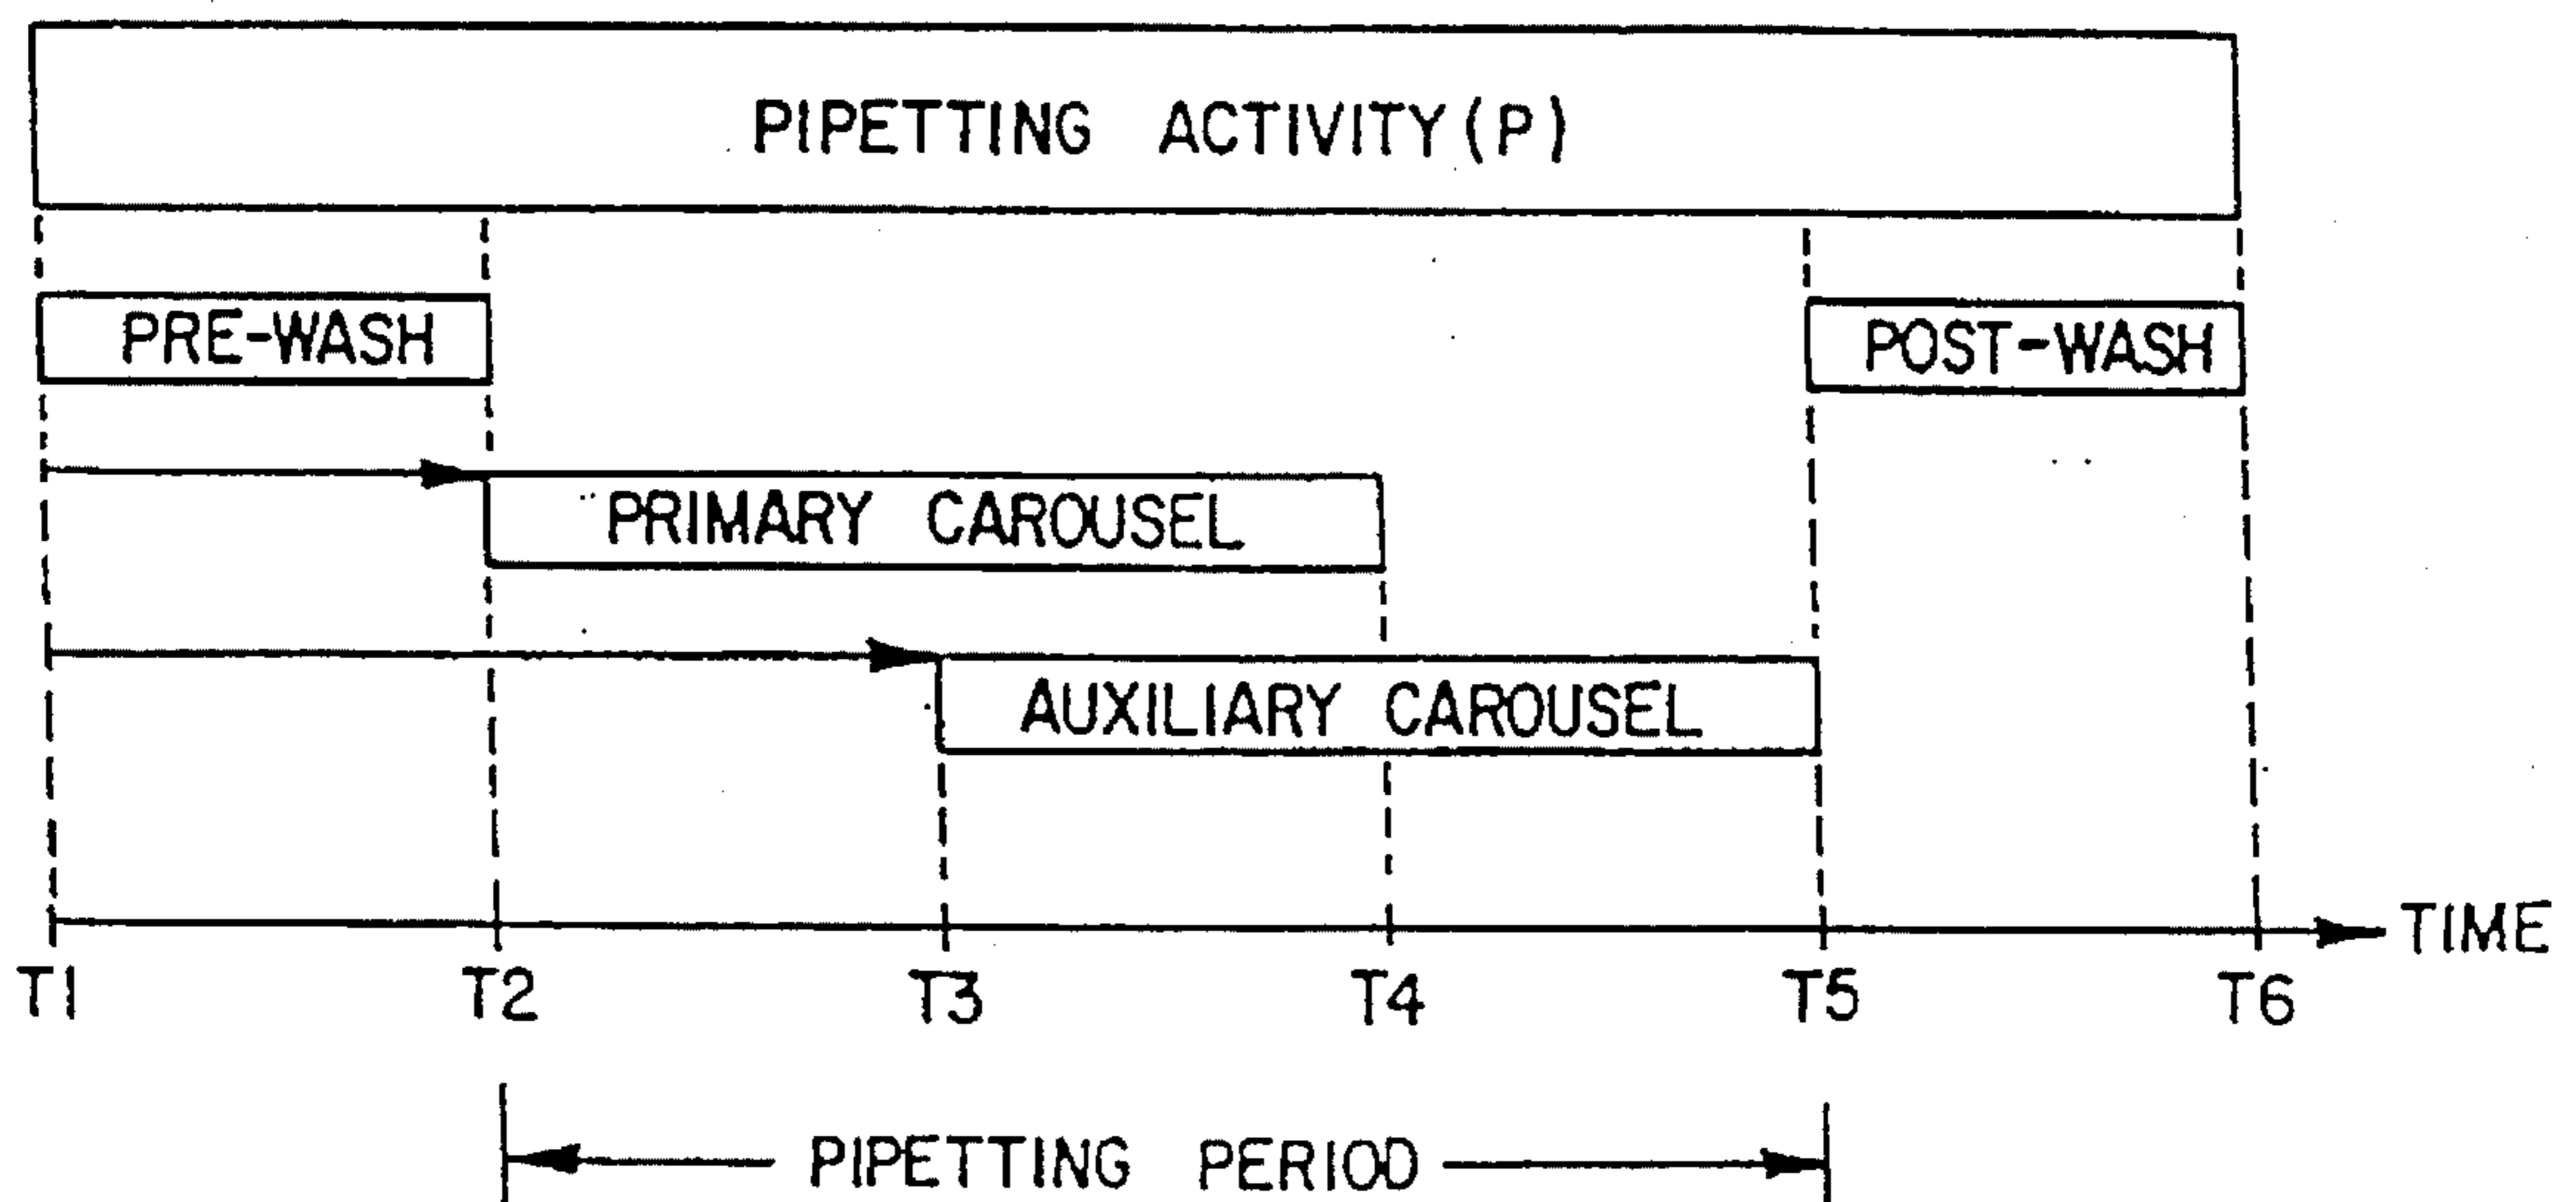 PIPETTING ACTIVITY(P)
PRE-WASH
POST-WASH
PRIMARY CAROUSEL
AUXILIARY CAROUSEL
TIME
T1 T2 T3 T4 T5 T6
PIPETTING PERIOD